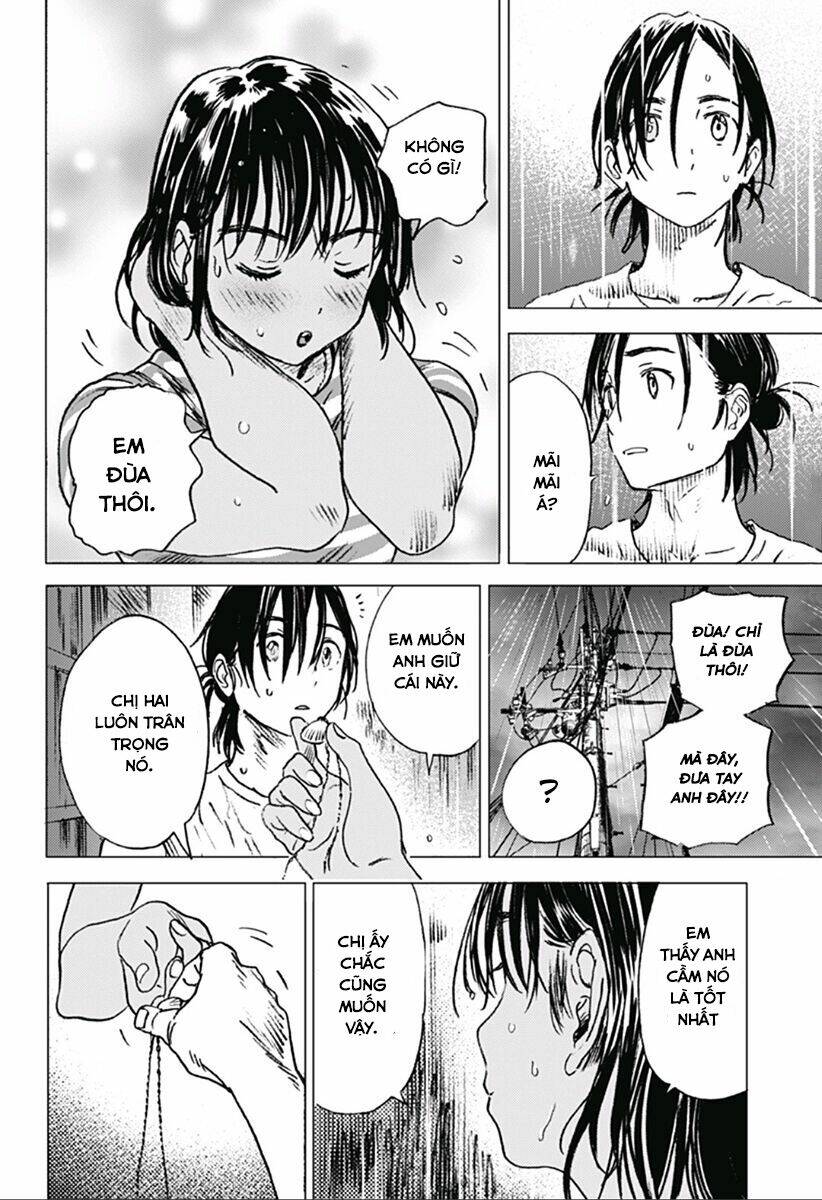 MÃI
MÃI
Á?
KHÔNG
CÓ GÌ!
EM
ĐÙA
THÔI.
ĐÙA! CHỈ
LÀ ĐÙA
THÔI!
MÀ ĐÂY,
ĐƯA TAY
ANH ĐÂY!!
?
EM MUỐN
ANH GIỮ
CÁI NÀY.
CHỊ HAI
LUÔN TRÂN
TRỌNG
NÓ.
EM
THẤY ANH
CẦM NÓ
LÀ TỐT
NHẤT
CHỊ ẤY
CHẮC
CŨNG
MUỐN
VẬY.